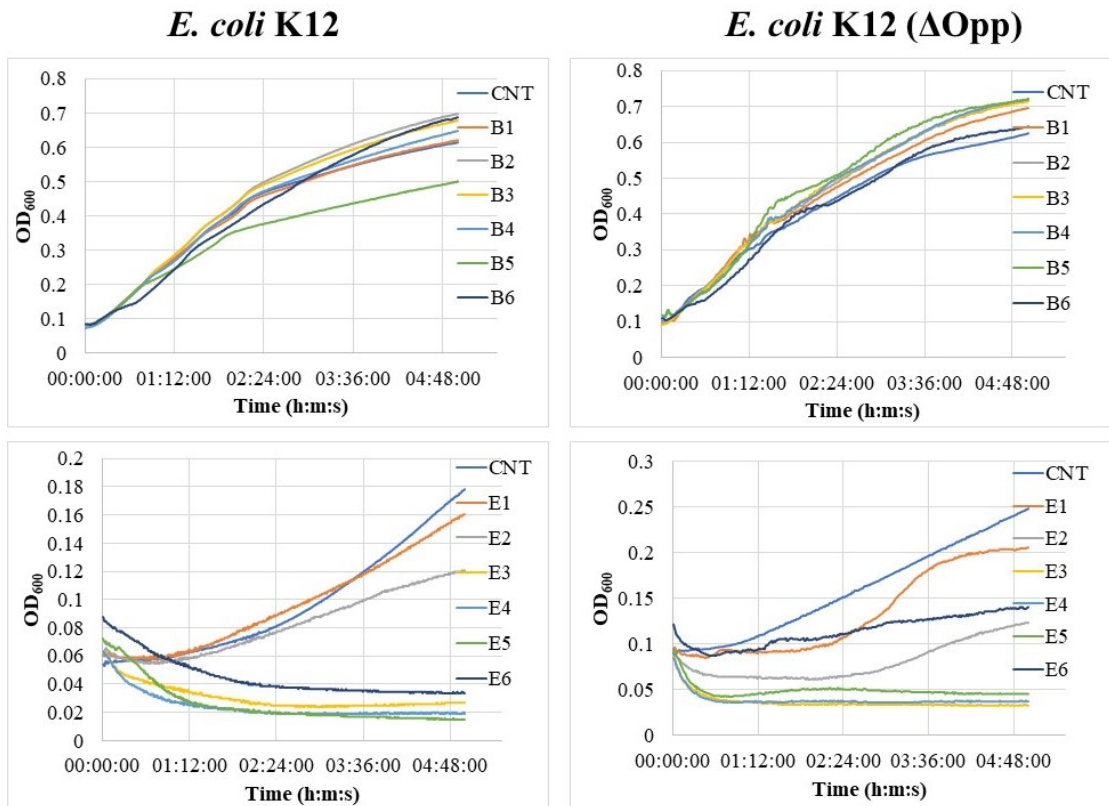 E. coli K12
E. coli K12 (ΔOpp)
0.8
0.7
0.6
0.5
0.4
0.3
0.2
0.1
0
OD600
00:00:00 01:12:00 02:24:00 03:36:00 04:48:00
Time (h:m:s)
CNT
B1
B2
B3
B4
B5
B6
0.8
0.7
0.6
0.5
0.4
0.3
0.2
0.1
0
OD600
00:00:00 01:12:00 02:24:00 03:36:00 04:48:00
Time (h:m:s)
CNT
B1
B2
B3
B4
B5
B6
0.2
0.18
0.16
0.14
0.12
0.1
0.08
0.06
0.04
0.02
0
OD600
00:00:00 01:12:00 02:24:00 03:36:00 04:48:00
Time (h:m:s)
CNT
E1
E2
E3
E4
E5
E6
0.3
0.25
0.2
0.15
0.1
0.05
0
OD600
00:00:00 01:12:00 02:24:00 03:36:00 04:48:00
Time (h:m:s)
CNT
E1
E2
E3
E4
E5
E6